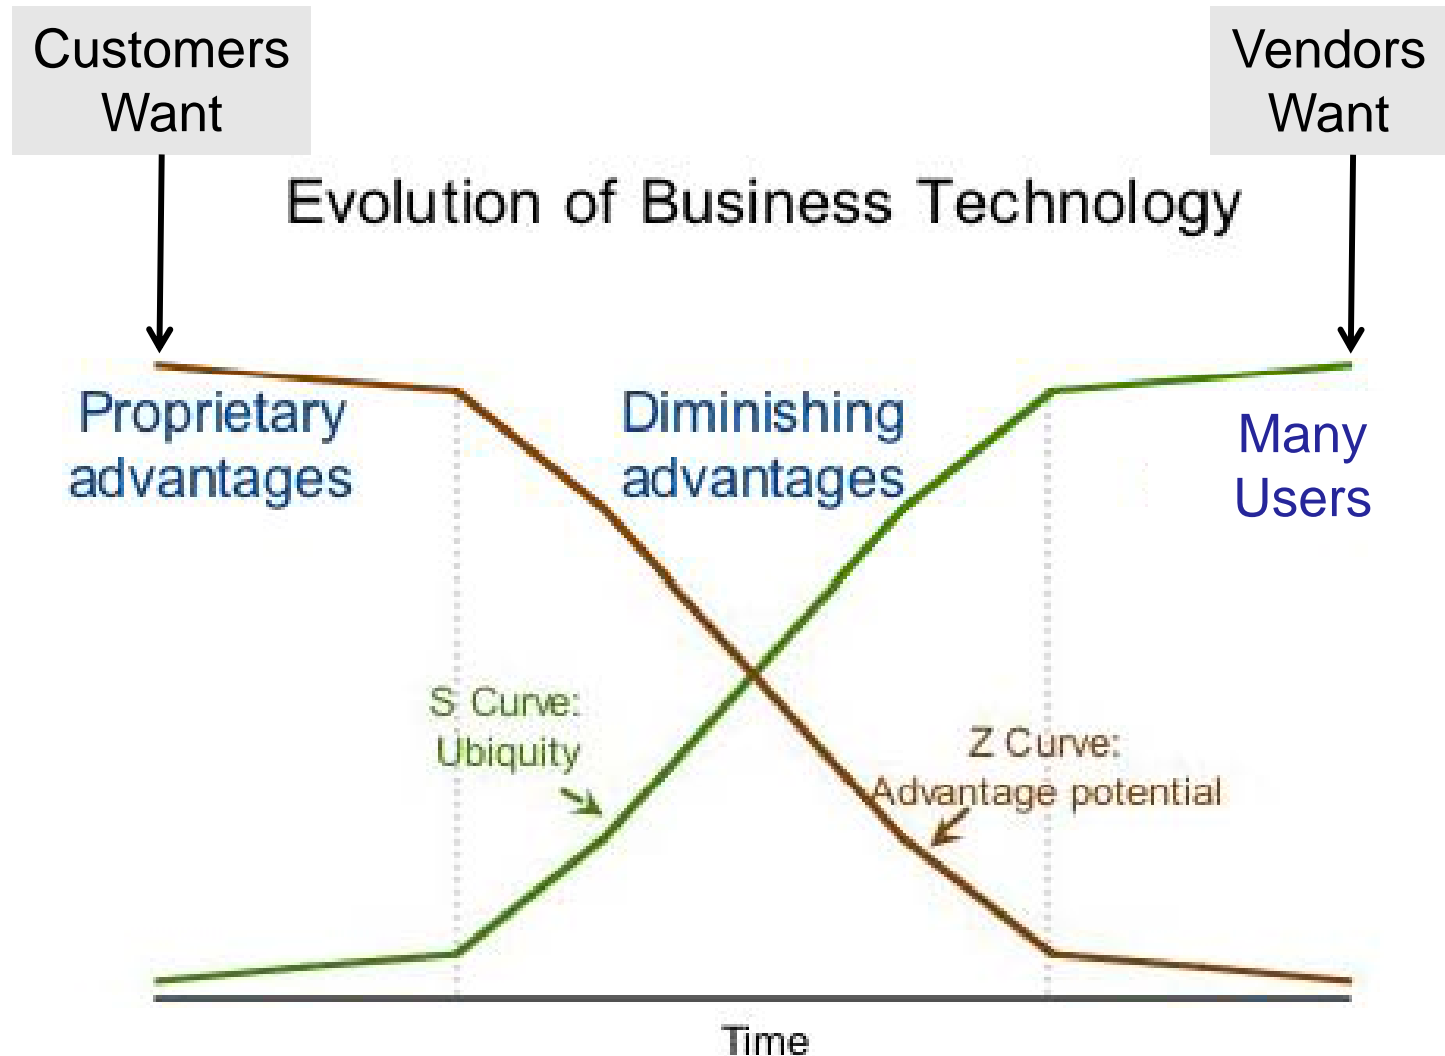 Customers
Want
Vendors
Want
Evolution of Business Technology
Proprietary
advantages
Diminishing
advantages
Many
Users
S Curve:
Ubiquity
Z Curve:
Advantage potential
Time